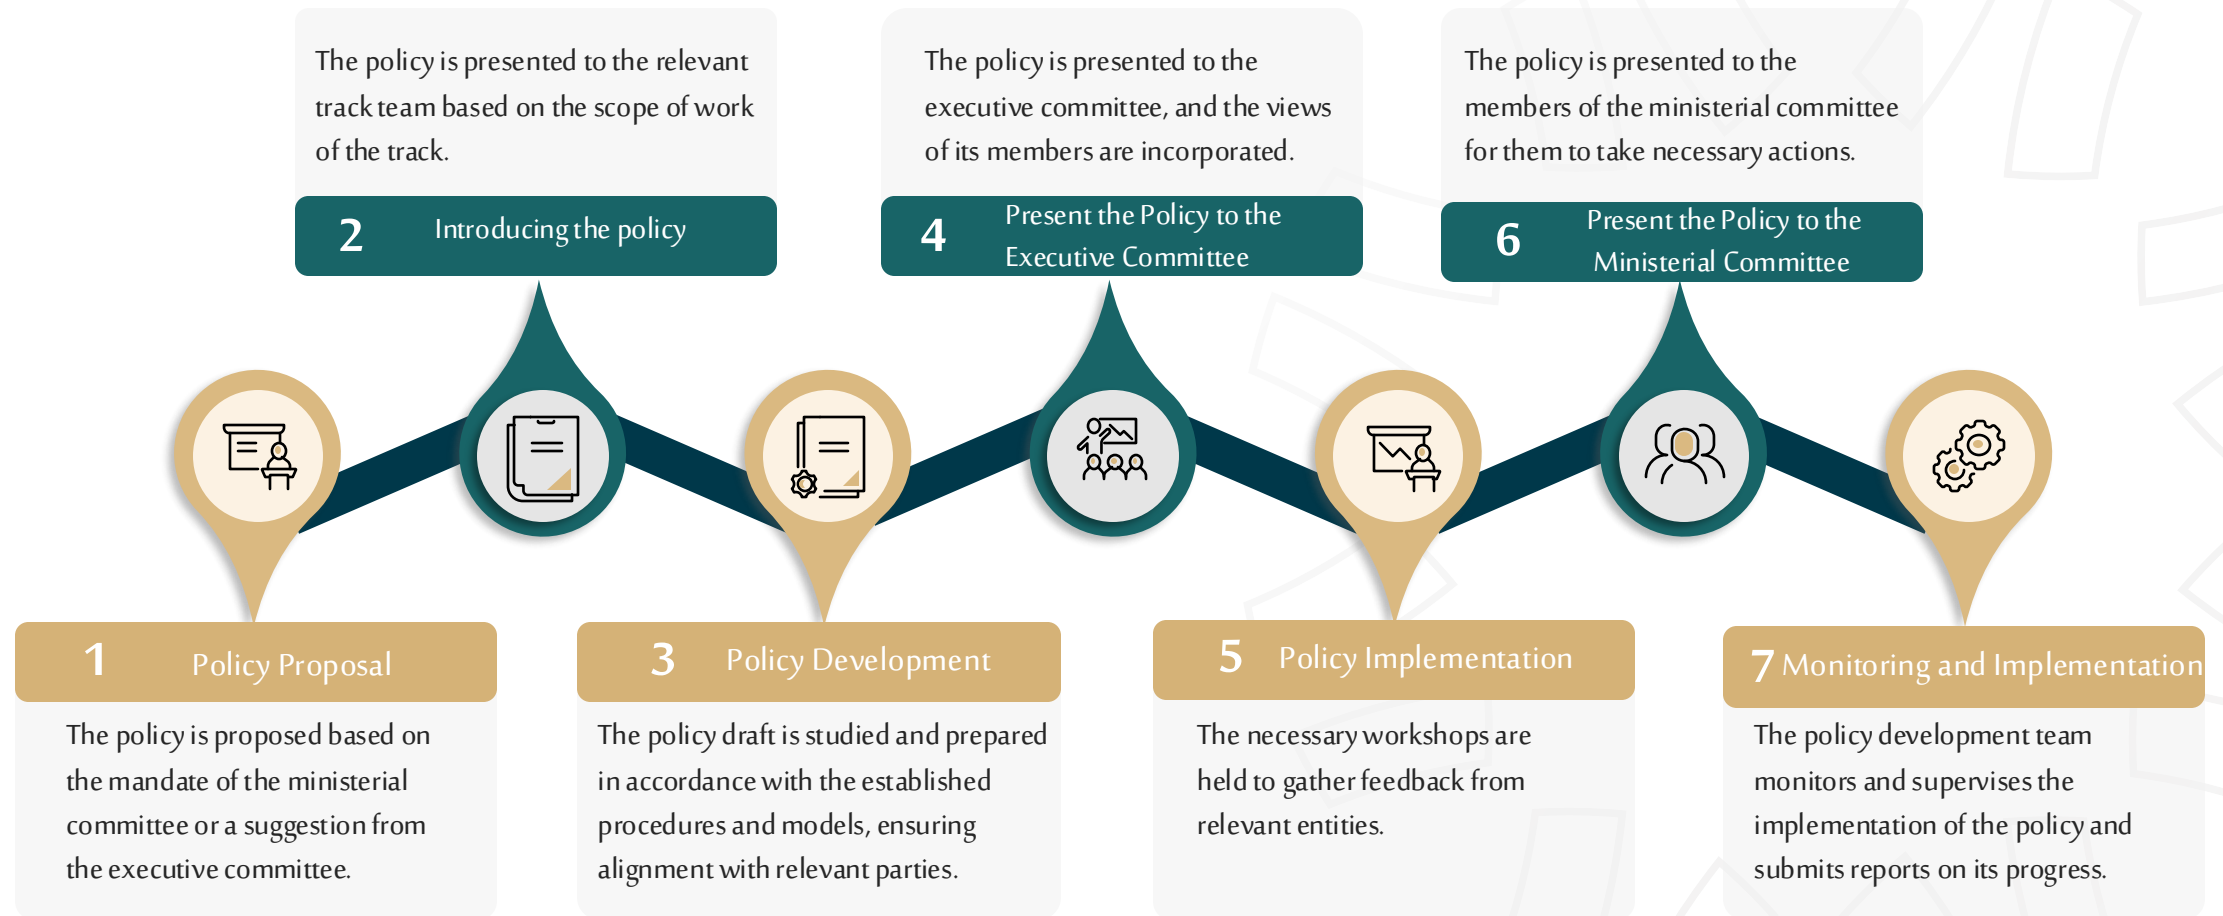 1
Policy Proposal
The policy is proposed based on
the mandate of the ministerial
committee or a suggestion from
the executive committee.
2
Introducing the policy
The policy is presented to the relevant
track team based on the scope of work
of the track.
3
Policy Development
The policy draft is studied and prepared
in accordance with the established
procedures and models, ensuring
alignment with relevant parties.
4
Present the Policy to the
Executive Committee
The policy is presented to the
executive committee, and the views
of its members are incorporated.
5
Policy Implementation
The necessary workshops are
held to gather feedback from
relevant entities.
6
Present the Policy to the
Ministerial Committee
The policy is presented to the
members of the ministerial committee
for them to take necessary actions.
7
Monitoring and Implementation
The policy development team
monitors and supervises the
implementation of the policy and
submits reports on its progress.